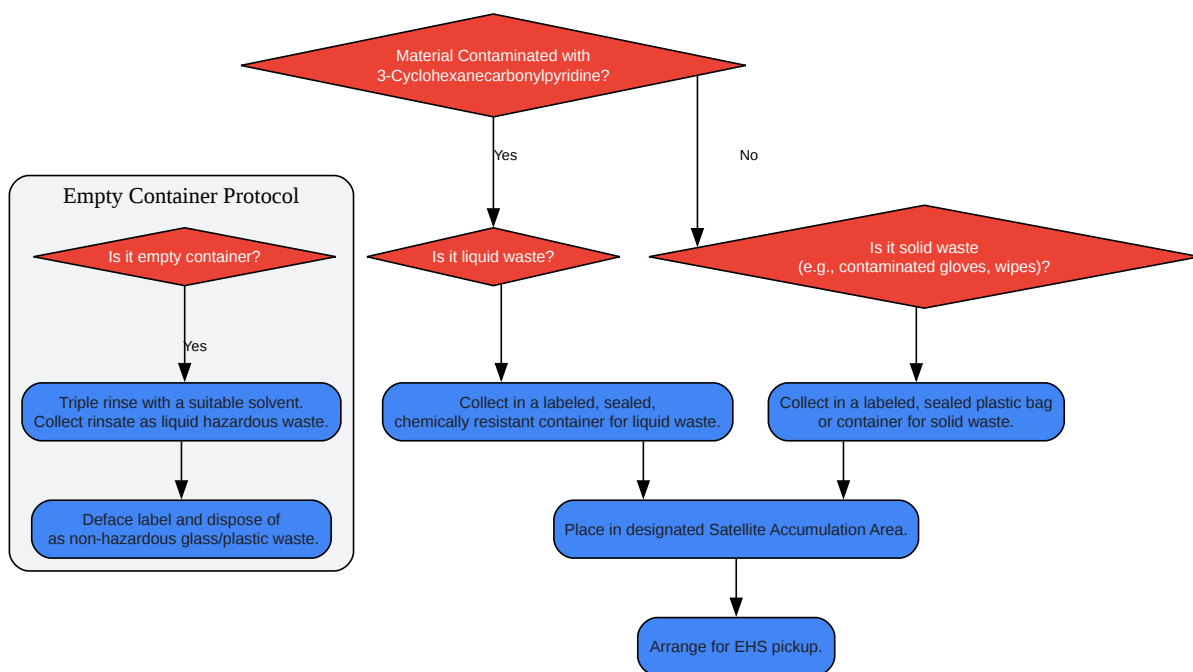 Material Contaminated with
3-Cyclohexanecarbonylpyridine?
Yes
No
Empty Container Protocol
Is it empty container?
Is it liquid waste?
Is it solid waste
(e.g., contaminated gloves, wipes)?
Yes
Triple rinse with a suitable solvent.
Collect rinsate as liquid hazardous waste.
Collect in a labeled, sealed,
chemically resistant container for liquid waste.
Collect in a labeled, sealed plastic bag
or container for solid waste.
Deface label and dispose of
as non-hazardous glass/plastic waste.
Place in designated Satellite Accumulation Area.
Arrange for EHS pickup.